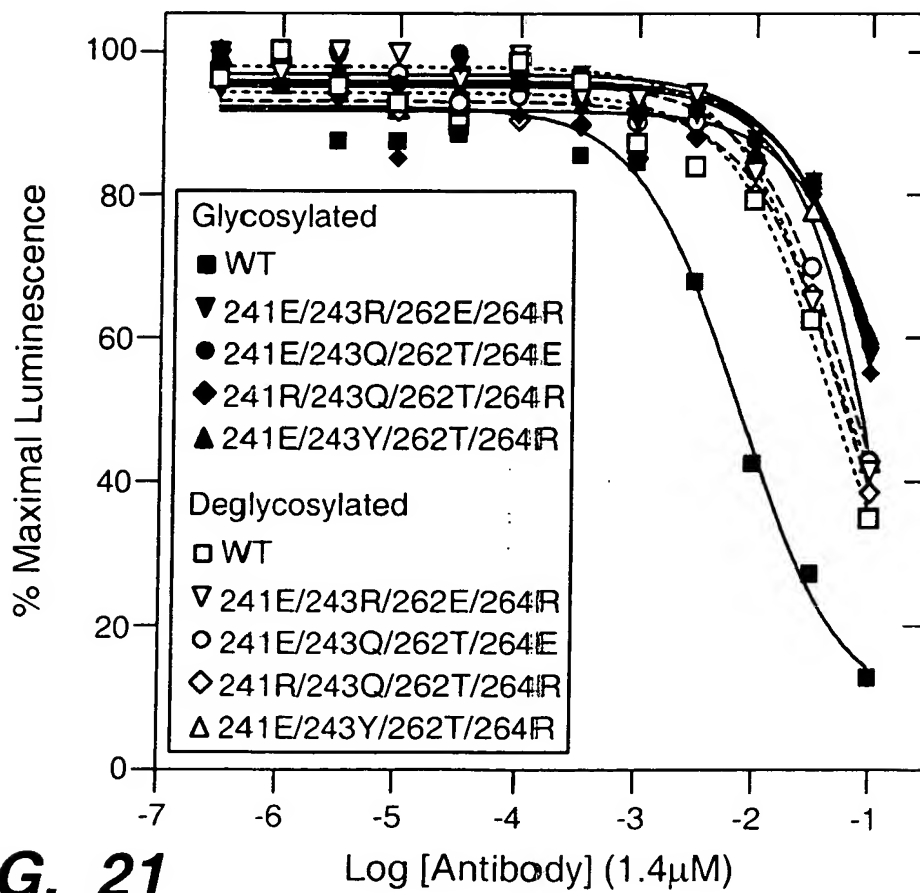 % Maximal Luminescence
100
80
60
40
20
0
Glycosylated
WT
241E/243R/262E/264R
241E/243Q/262T/264E
241R/243Q/262T/264R
241E/243Y/262T/264R
Deglycosylated
WT
241E/243R/262E/264R
241E/243Q/262T/264E
241R/243Q/262T/264R
241E/243Y/262T/264R
-7 -6 -5 -4 -3 -2 -1
G. 21
Log [Antibody] (1.4µM)